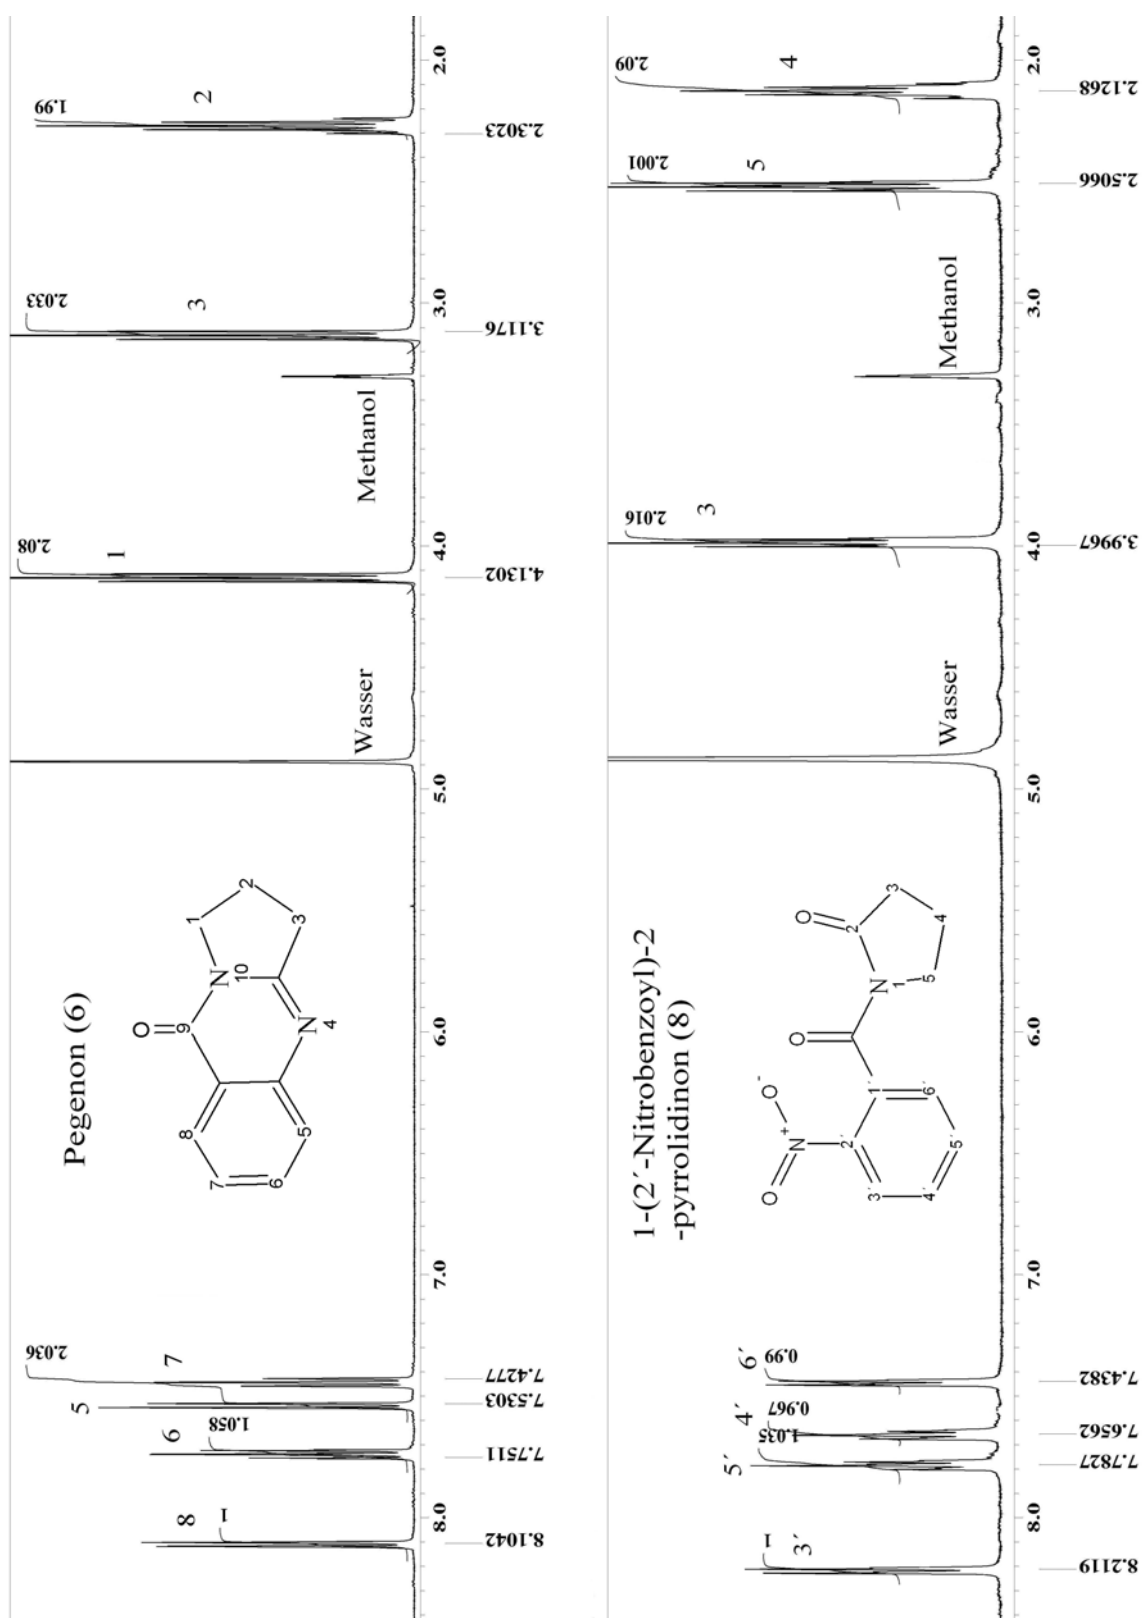 2.036 2.08 2.033 1.99
5 7 1 3 2
8 6
1 1.058
Pegenon (6)
O
9
N
10
1
2
3
N
4
8
7
6
5
Wasser Methanol
8.0 7.0 6.0 5.0 4.0 3.0 2.0
8.1042 7.7511 7.5303 7.4277 4.1302 3.1176 2.3023
2.016 2.001 2.09
3 5 4
5´ 4´ 6´
1 1.035 0.967 0.99
3´
1-(2´-Nitrobenzoyl)-2
-pyrrolidinon (8)
O
N
+
O
-
O
O
2
3
4
5
N
1
1´
2´
3´
4´
5´
6´
Wasser Methanol
8.0 7.0 6.0 5.0 4.0 3.0 2.0
8.2119 7.7827 7.6562 7.4382 3.9967 2.5066 2.1268